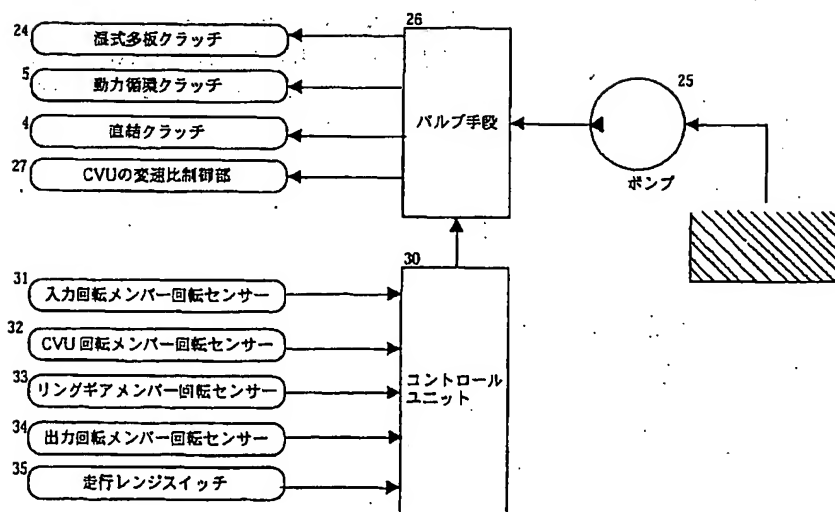 24 湿式多板クラッチ
5 動力循環クラッチ
4 直結クラッチ
27 CVUの変速比制御部
26
バルブ手段
25
ポンプ
31 入力回転メンバー回転センサー
32 CVU回転メンバー回転センサー
33 リングギアメンバー回転センサー
34 出力回転メンバー回転センサー
35 走行レンジスイッチ
30
コントロール
ユニット